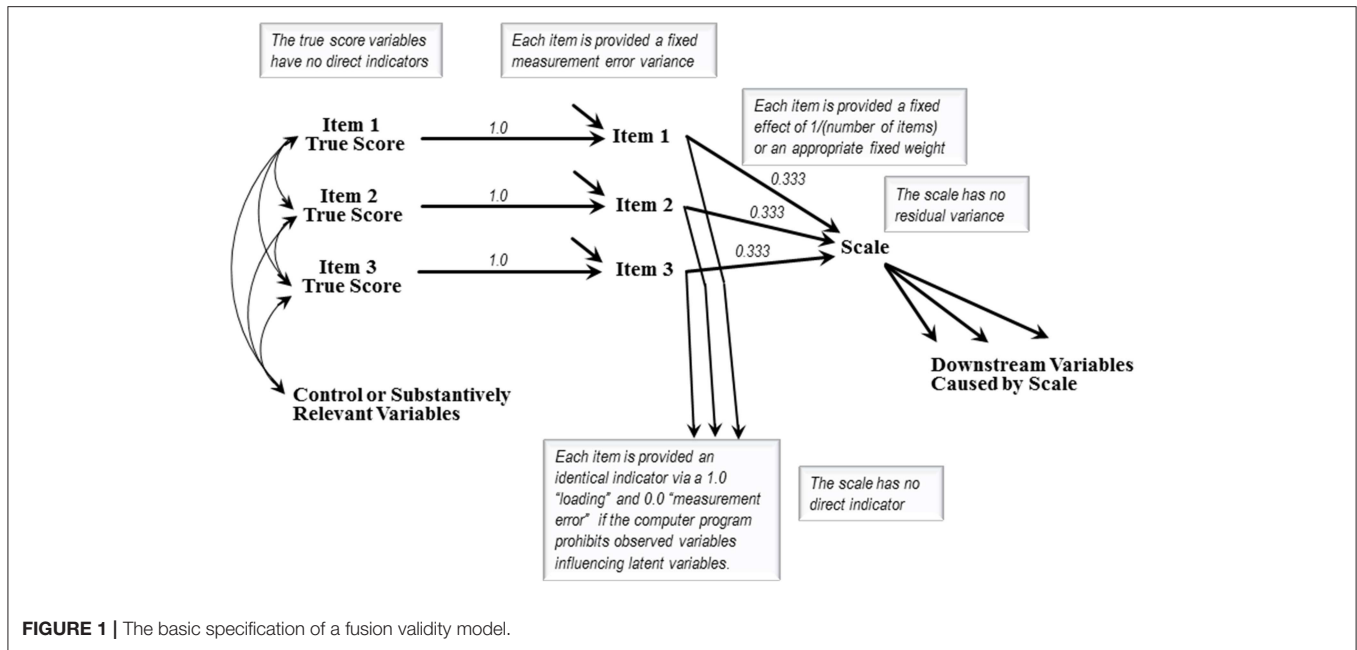 The true score variables
have no direct indicators
Each item is provided a fixed
measurement error variance
Each item is provided a fixed
effect of 1/(number of items)
or an appropriate fixed weight
The scale has no
residual variance
Item 1
True Score
1.0
Item 1
0.333
Item 2
True Score
1.0
Item 2
0.333
Item 3
True Score
1.0
Item 3
0.333
Scale
Downstream Variables
Caused by Scale
Control or Substantively
Relevant Variables
Each item is provided an
identical indicator via a 1.0
“loading” and 0.0 “measurement
error” if the computer program
prohibits observed variables
influencing latent variables.
The scale has no
direct indicator
FIGURE 1 | The basic specification of a fusion validity model.